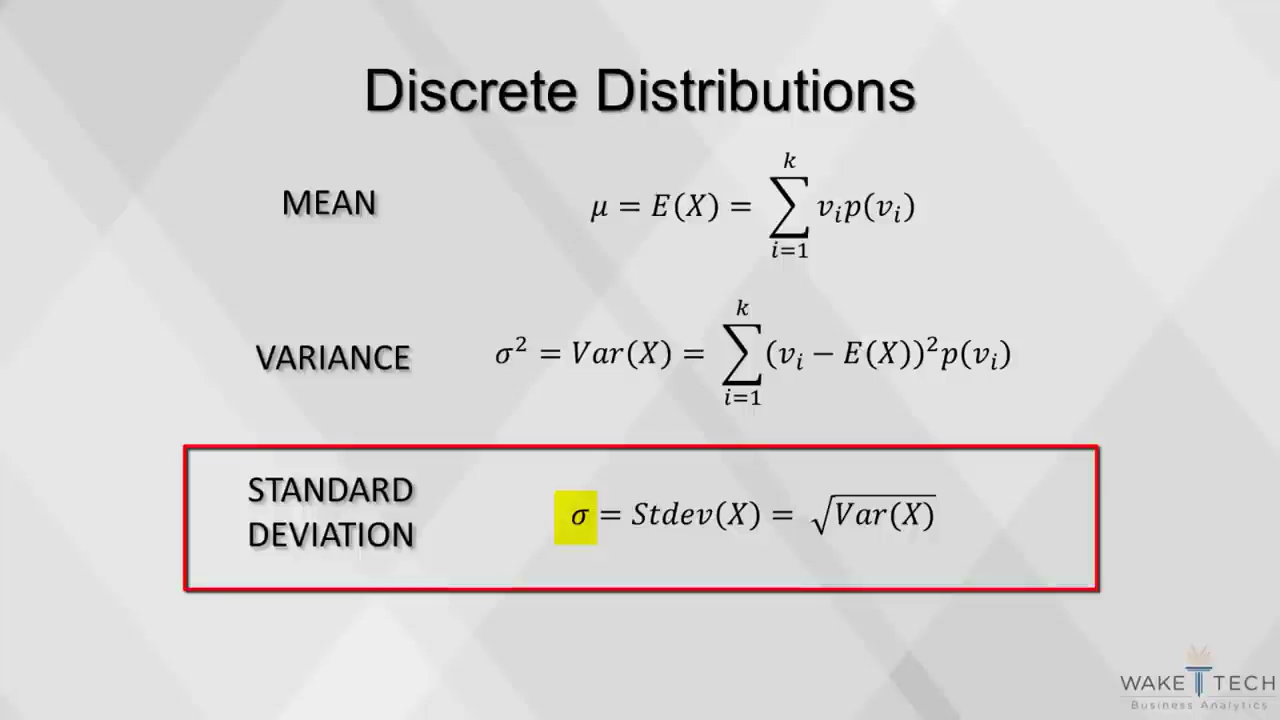 Discrete Distributions
MEAN
μ = E(X) = ∑_{i=1}^{k} v_i p(v_i)
VARIANCE
σ² = Var(X) = ∑_{i=1}^{k} (v_i − E(X))² p(v_i)
STANDARD
DEVIATION
σ = Stdev(X) = √Var(X)
WAKE TECH
Business Analytics